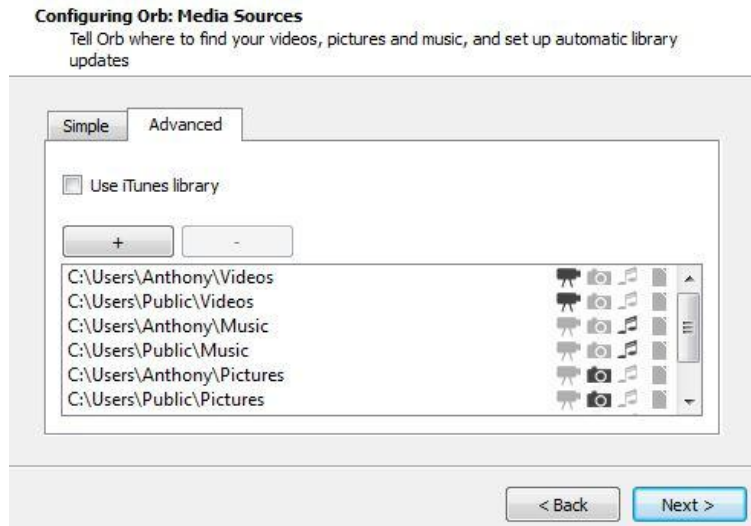 Configuring Orb: Media Sources
Tell Orb where to find your videos, pictures and music, and set up automatic library
updates
Simple
Advanced
Use iTunes library
+
-
C:\Users\Anthony\Videos
C:\Users\Public\Videos
C:\Users\Anthony\Music
C:\Users\Public\Music
C:\Users\Anthony\Pictures
C:\Users\Public\Pictures
< Back
Next >